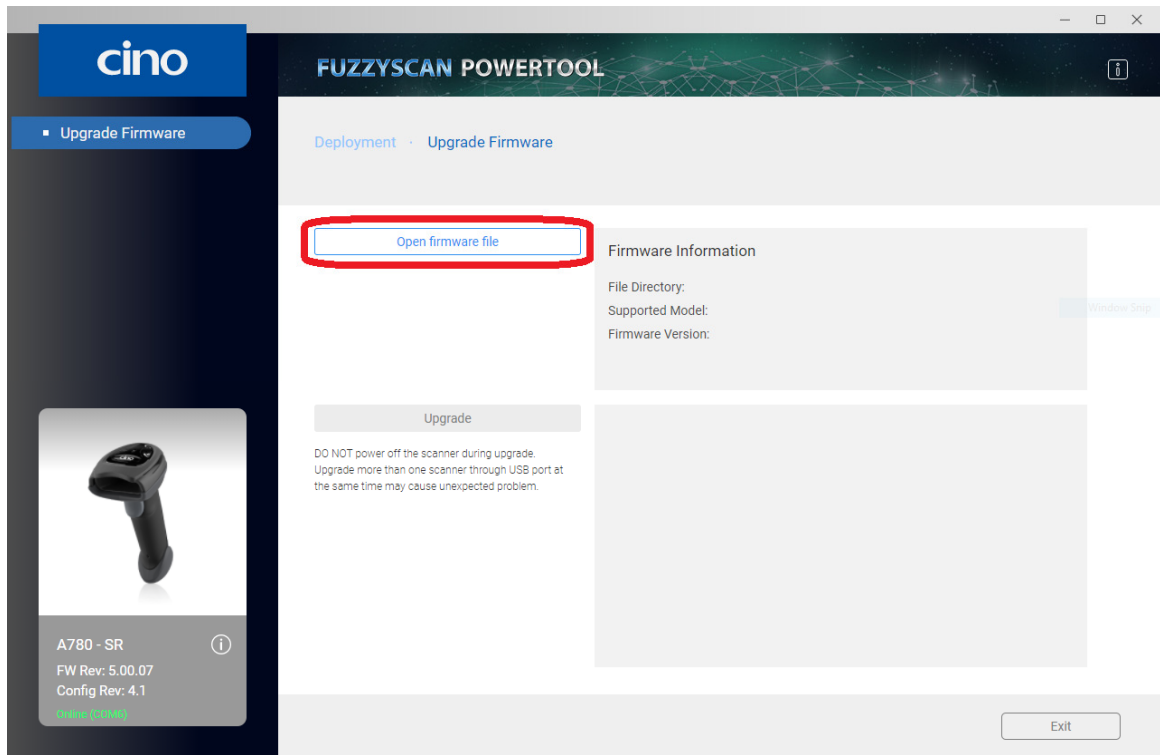 cino
FUZZYSCAN POWERTOOL
Upgrade Firmware
Deployment · Upgrade Firmware
Open firmware file
Firmware Information
File Directory:
Supported Model:
Firmware Version:
Window Snip
Upgrade
DO NOT power off the scanner during upgrade.
Upgrade more than one scanner through USB port at
the same time may cause unexpected problem.
A780 - SR
FW Rev: 5.00.07
Config Rev: 4.1
Online (COM6)
Exit